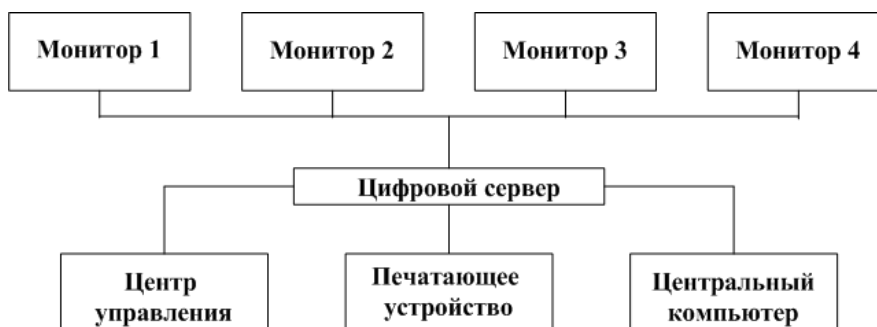 Монитор 1
Монитор 2
Монитор 3
Монитор 4
Цифровой сервер
Центр
управления
Печатающее
устройство
Центральный
компьютер